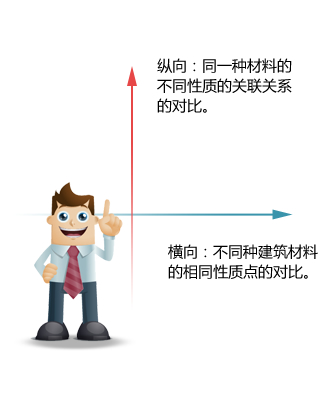 纵向：同一种材料的
不同性质的关联关系
的对比。
横向：不同种建筑材料
的相同性质点的对比。